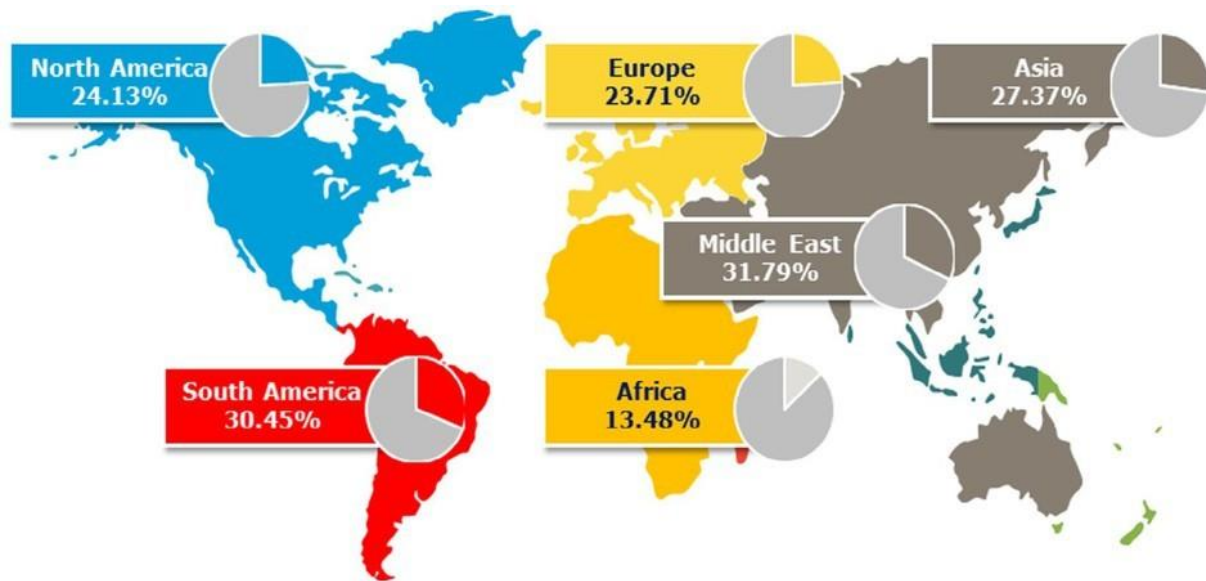 North America
24.13%
Europe
23.71%
Asia
27.37%
Middle East
31.79%
South America
30.45%
Africa
13.48%